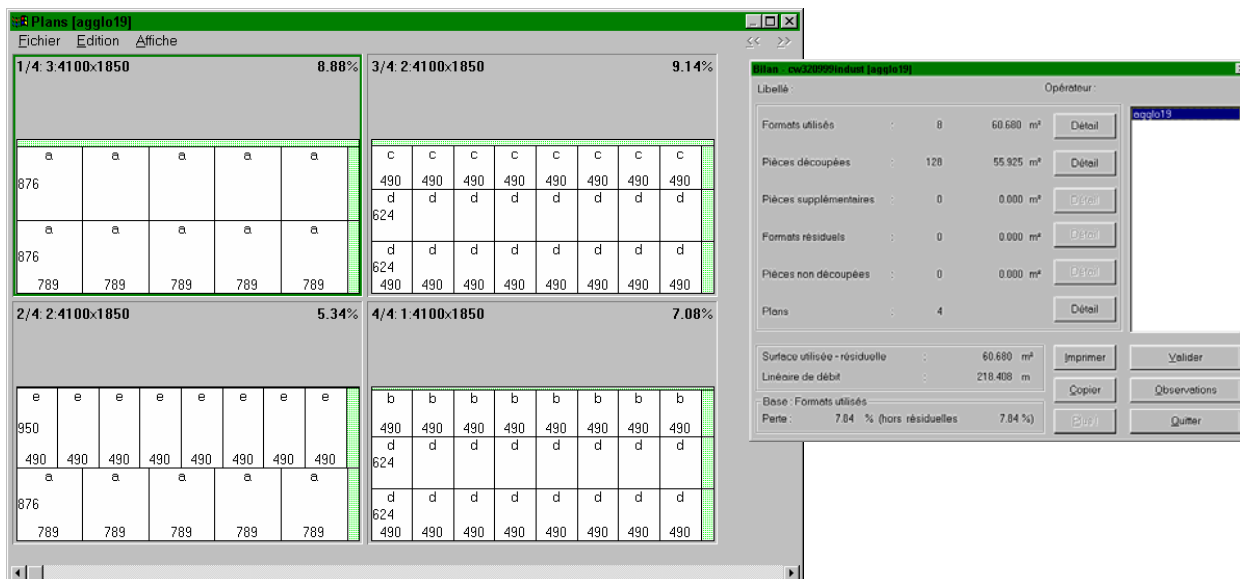 Plans [agglo19]
Fichier Edition Affiche << >>
1/4: 3:4100x1850 8.88%
a a a a a
876
a a a a a
876
789 789 789 789 789
3/4: 2:4100x1850 9.14%
c c c c c c c c
490 490 490 490 490 490 490 490
d d d d d d d d
624
d d d d d d d d
624
490 490 490 490 490 490 490 490
2/4: 2:4100x1850 5.34%
e e e e e e e e
950
490 490 490 490 490 490 490 490
a a a a a
876
789 789 789 789 789
4/4: 1:4100x1850 7.08%
b b b b b b b b
490 490 490 490 490 490 490 490
d d d d d d d d
624
d d d d d d d d
624
490 490 490 490 490 490 490 490
Bilan cw320999indust [agglo19]
Libellé : Opérateur :
Formats utilisés : 8 60.680 m² Détail
Pièces découpées : 128 55.925 m² Détail
Pièces supplémentaires : 0 0.000 m² Détail
Formats résiduels : 0 0.000 m² Détail
Pièces non découpées : 0 0.000 m² Détail
Plans : 4 Détail
agglo19
Surface utilisée - résiduelle : 60.680 m²
Linéaire de débit : 218.408 m
Base : Formats utilisés
Perte : 7.84 % (hors résiduelles 7.84 %)
Imprimer Valider
Copier Observations
Quitter